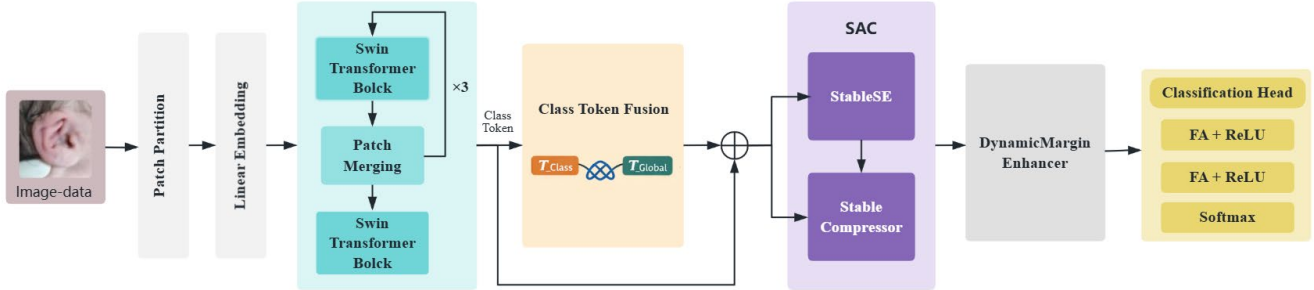 Image-data
Patch Partition
Linear Embedding
Swin
Transformer
Bolck
×3
Patch
Merging
Swin
Transformer
Bolck
Class
Token
Class Token Fusion
T_Class
T_Global
SAC
StableSE
Stable
Compressor
DynamicMargin
Enhancer
Classification Head
FA + ReLU
FA + ReLU
Softmax